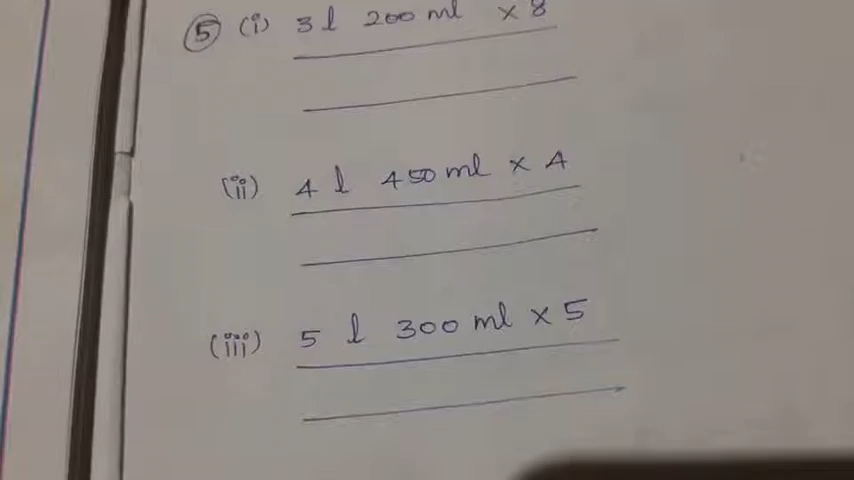 5 (i) 3 l 200 ml × 8
(ii) 4 l 450 ml × 4
(iii) 5 l 300 ml × 5